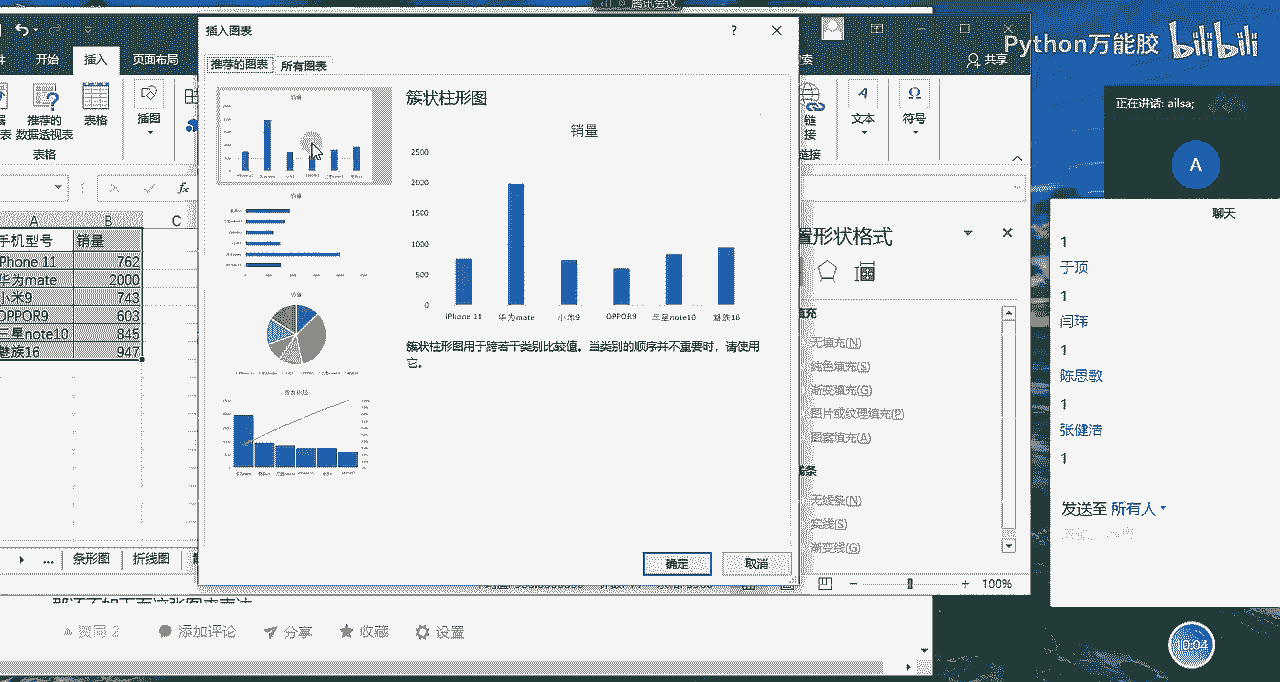 腾讯会议
插入图表
?
Python万能胶 bilibili
开始
插入
页面布局
共享
推荐的图表
所有图表
推荐的
数据透视表
表格
插图
表格
簇状柱形图
销量
2500
2000
1500
1000
500
0
iPhone 11
华为mate
小米9
OPPOR9
三星note10
魅族16
簇状柱形图用于跨若干类别比较值。当类别的顺序并不重要时，请使用
它。
链
接
文本
符号
链接
正在讲话: ailsa;
A
聊天
fx
A B C
手机型号 销量
iPhone 11 762
华为mate 2000
小米9 743
OPPOR9 603
三星note10 845
魅族16 947
置形状格式
填充
无填充(N)
纯色填充(S)
渐变填充(G)
图片或纹理填充(P)
图案填充(A)
线条
无线条(N)
实线(S)
渐变线(G)
1
于顶
1
闫玮
1
陈思敏
1
张健洁
1
发送至 所有人
确定
取消
... 条形图 折线图
100%
赞同 2
添加评论
分享
收藏
设置
10:04